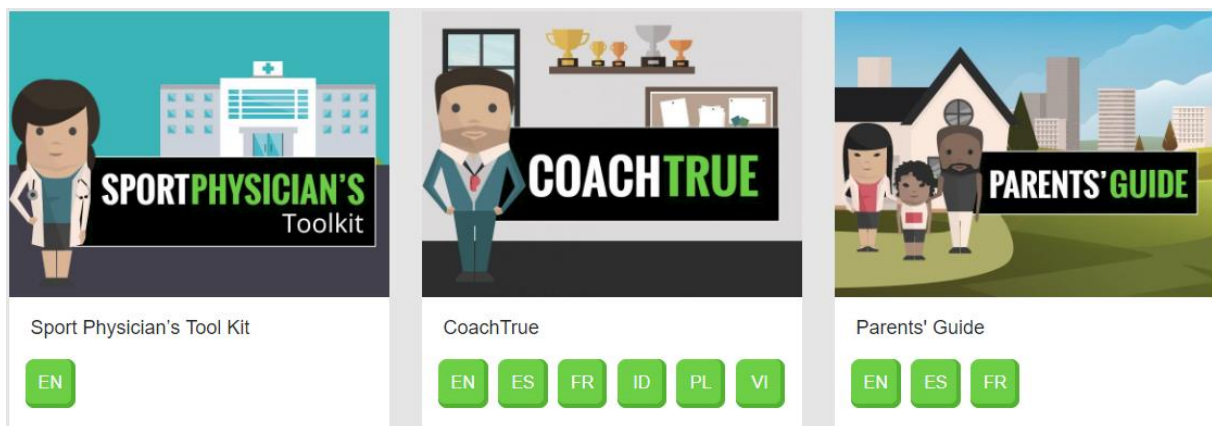 SPORTPHYSICIAN'S
Toolkit
COACHTRUE
PARENTS' GUIDE
Sport Physician's Tool Kit
CoachTrue
Parents' Guide
EN
EN ES FR ID PL VI
EN ES FR